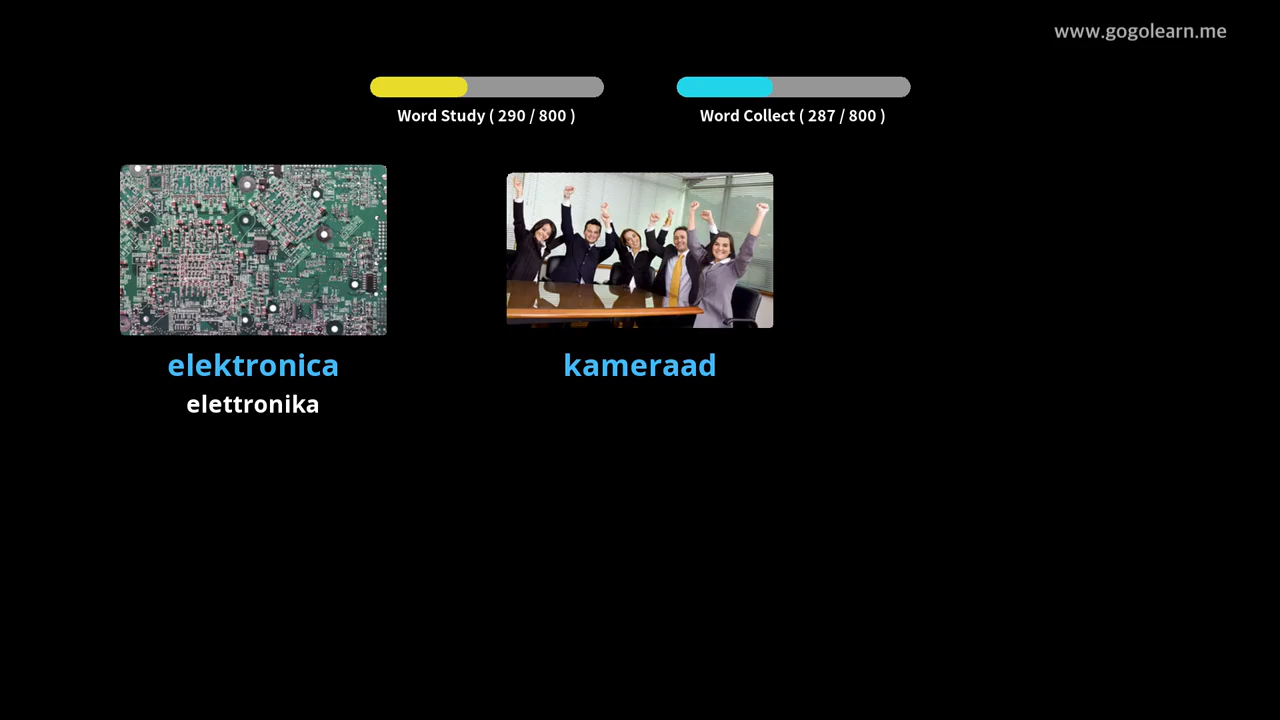 www.gogolearn.me
Word Study ( 290 / 800 )
Word Collect ( 287 / 800 )
elektronica
elettronika
kameraad